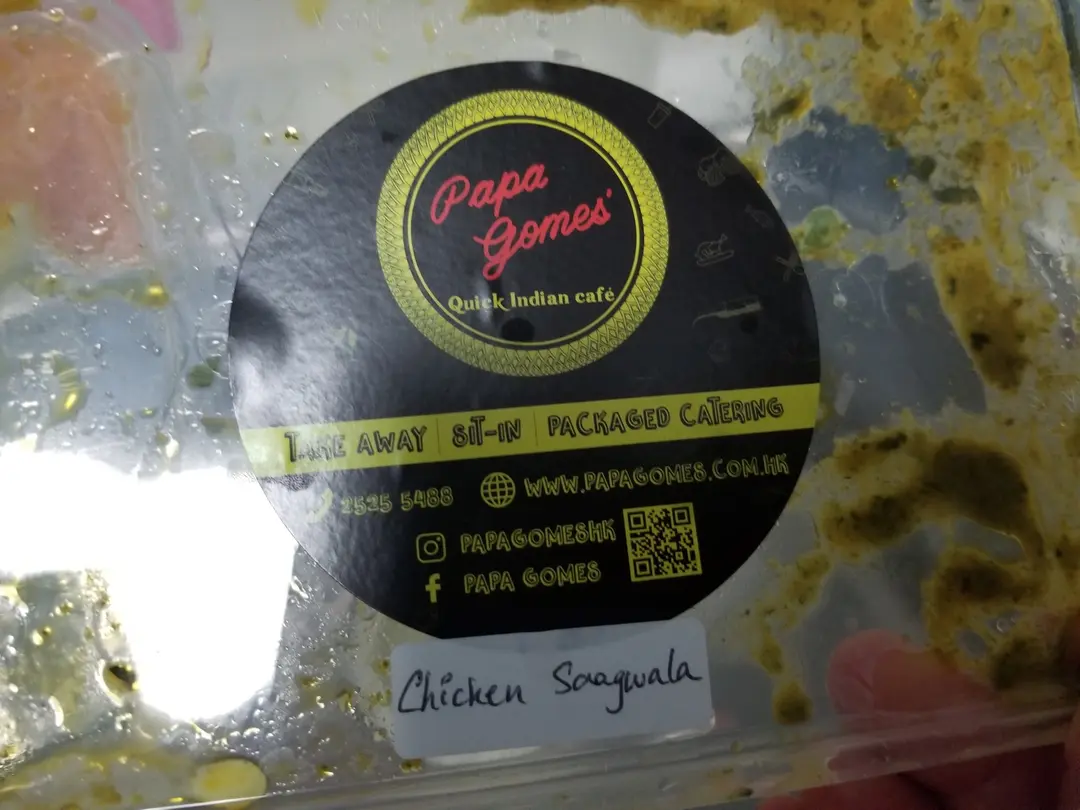 Papa
Gomes'
Quick Indian café
TAKE AWAY | SIT-IN | PACKAGED CATERING
2525 5488 WWW.PAPAGOMES.COM.HK
PAPAGOMESHK
PAPA GOMES
Chicken Saagwala